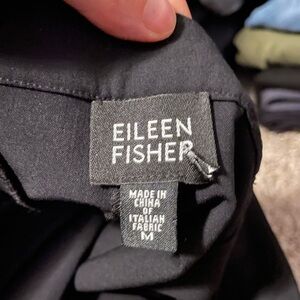 EILEEN
FISHER
MADE IN
CHINA
OF
ITALIAN
FABRIC
M